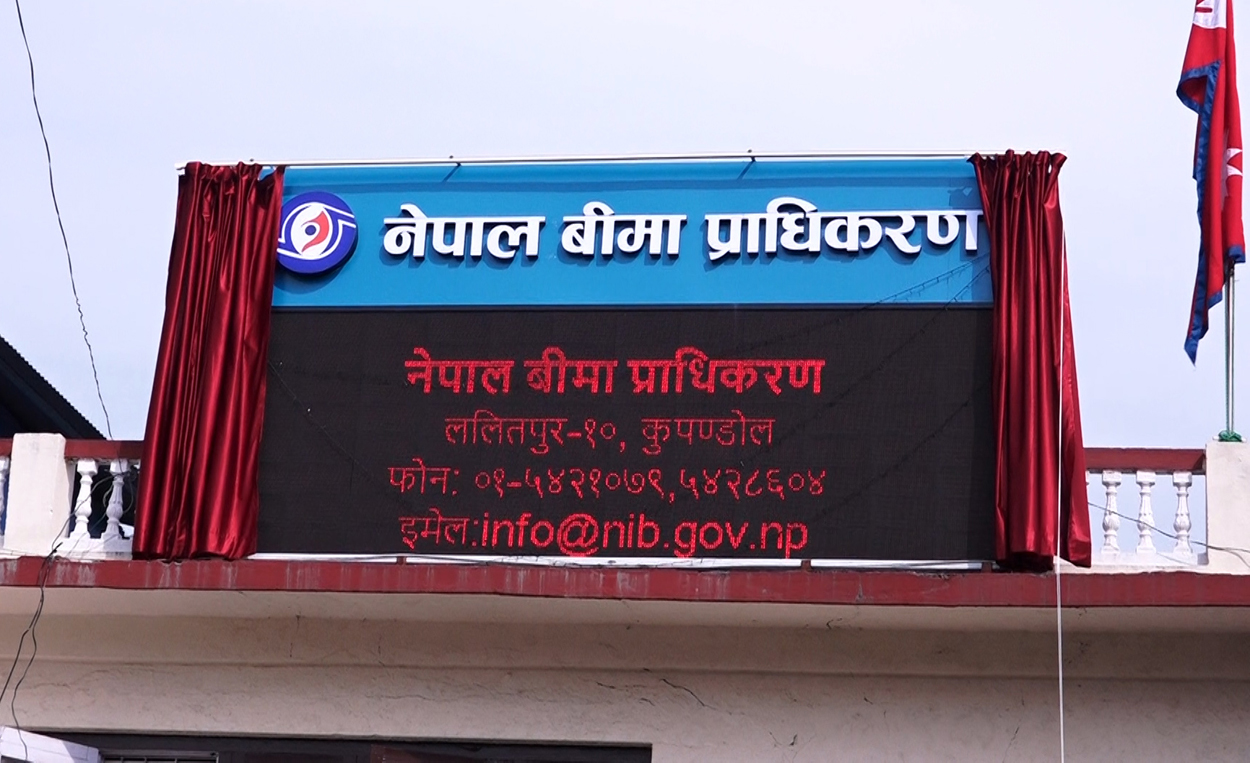 नेपाल बीमा प्राधिकरण
नेपाल बीमा प्राधिकरण
ललितपुर-१०, कुपण्डोल
फोन: ०१-५४२१०७९,५४२८६०४
इमेल:info@nib.gov.np